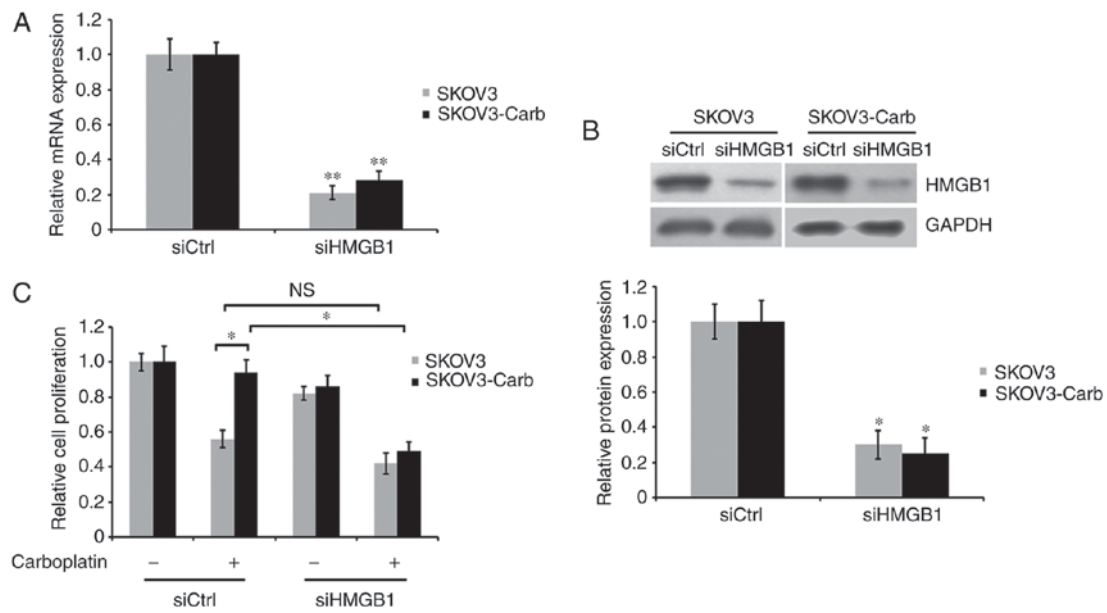 A
Relative mRNA expression
1.2
1.0
0.8
0.6
0.4
0.2
0
** **
siCtrl siHMGB1
SKOV3
SKOV3-Carb
B
SKOV3 SKOV3-Carb
siCtrl siHMGB1 siCtrl siHMGB1
HMGB1
GAPDH
Relative protein expression
1.2
1.0
0.8
0.6
0.4
0.2
0
* *
siCtrl siHMGB1
SKOV3
SKOV3-Carb
C
NS
*
*
Relative cell proliferation
1.2
1.0
0.8
0.6
0.4
0.2
0
SKOV3
SKOV3-Carb
Carboplatin – + – +
siCtrl siHMGB1